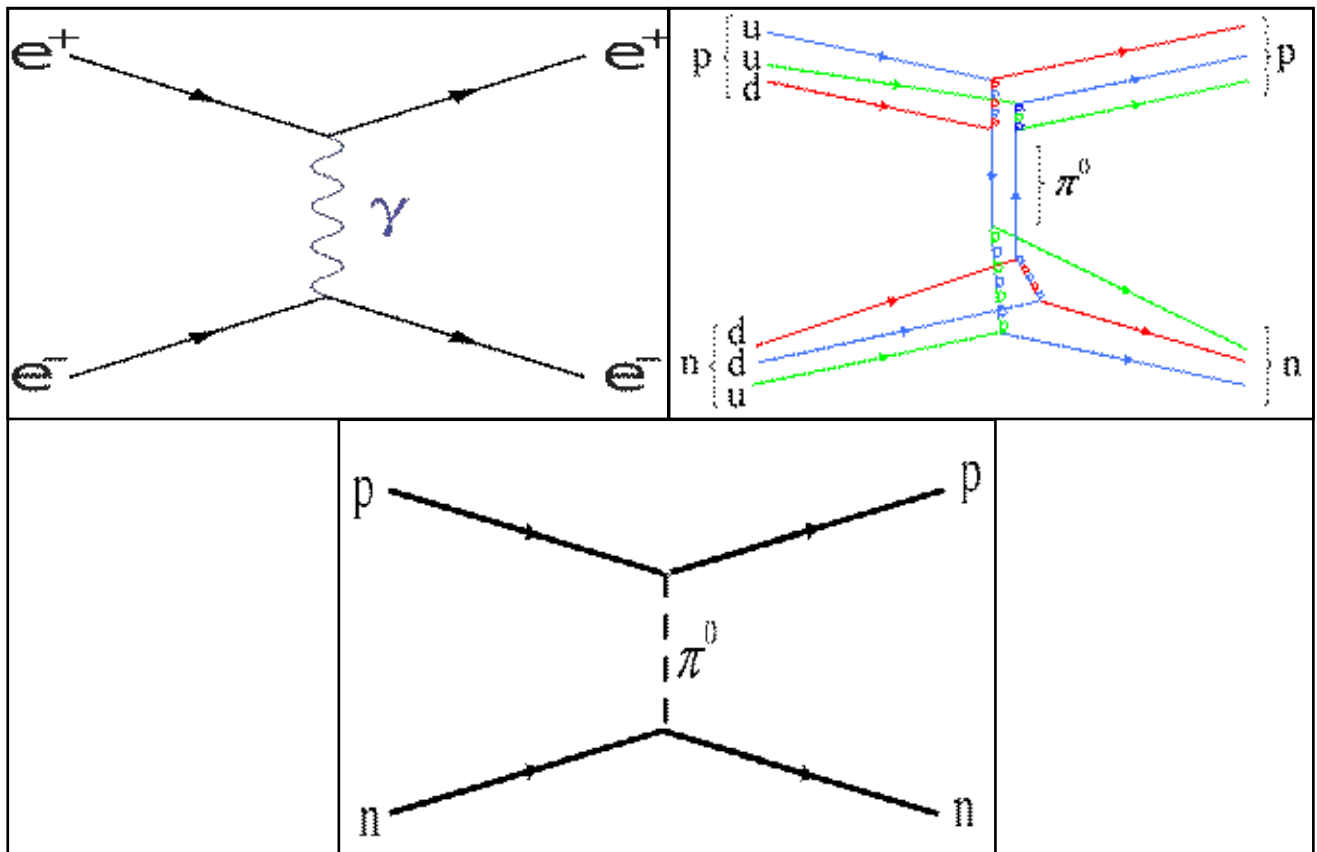 e⁺ e⁺
γ
e⁻ e⁻
p { u u d } p
} π⁰
n { d d u } n
p p
π⁰
n n